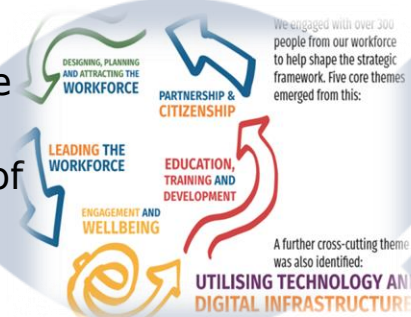 We engaged with over 300
people from our workforce
to help shape the strategic
framework. Five core themes
emerged from this:
DESIGNING, PLANNING
AND ATTRACTING THE
WORKFORCE
PARTNERSHIP &
CITIZENSHIP
e
LEADING THE
WORKFORCE
of
EDUCATION,
TRAINING AND
DEVELOPMENT
ENGAGEMENT AND
WELLBEING
A further cross-cutting theme
was also identified:
UTILISING TECHNOLOGY AN
DIGITAL INFRASTRUCTURE